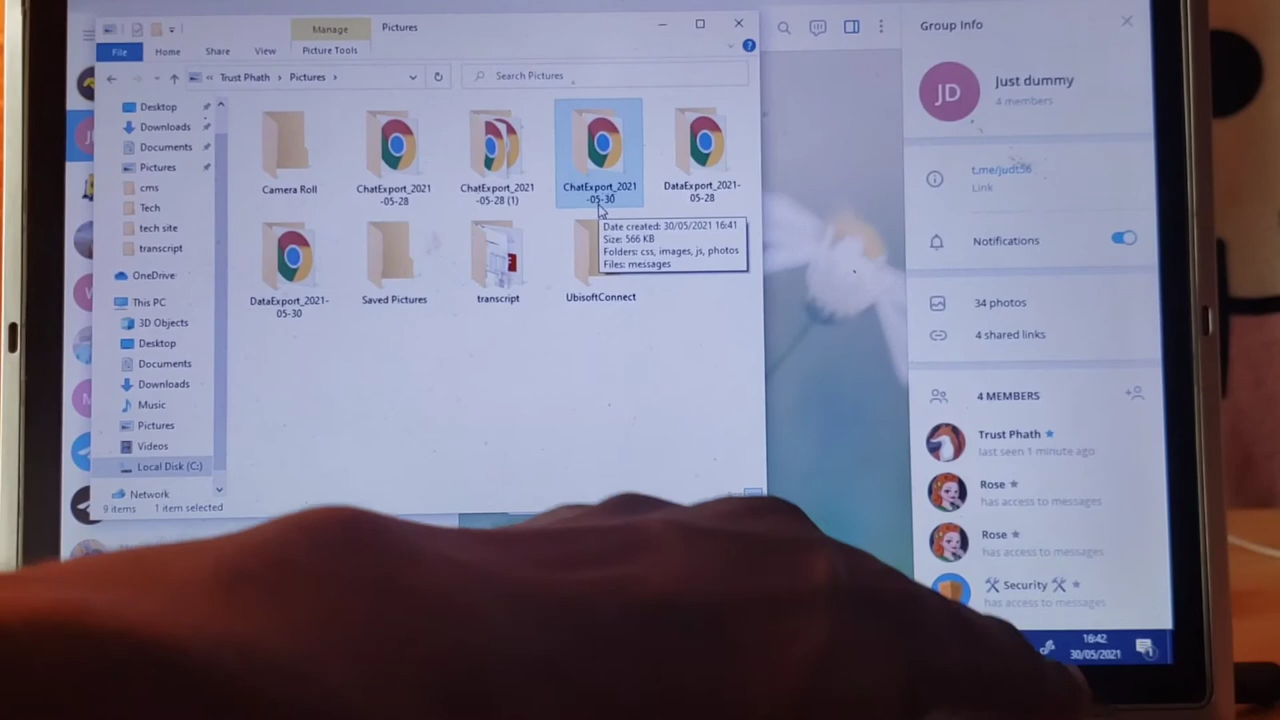 Manage
Pictures
File
Home
Share
View
Picture Tools
« Trust Phath > Pictures >
Search Pictures
Desktop
Downloads
Documents
Pictures
cms
Tech
tech site
transcript
OneDrive
This PC
3D Objects
Desktop
Documents
Downloads
Music
Pictures
Videos
Local Disk (C:)
Network
9 items
1 item selected
Camera Roll
ChatExport_2021
-05-28
ChatExport_2021
-05-28 (1)
ChatExport_2021
-05-30
DataExport_2021-
05-28
DataExport_2021-
05-30
Saved Pictures
transcript
UbisoftConnect
Date created: 30/05/2021 16:41
Size: 566 KB
Folders: css, images, js, photos
Files: messages
Group Info
JD
Just dummy
4 members
t.me/judt56
Link
Notifications
34 photos
4 shared links
4 MEMBERS
Trust Phath
last seen 1 minute ago
Rose
has access to messages
Rose
has access to messages
Security
has access to messages
16:42
30/05/2021